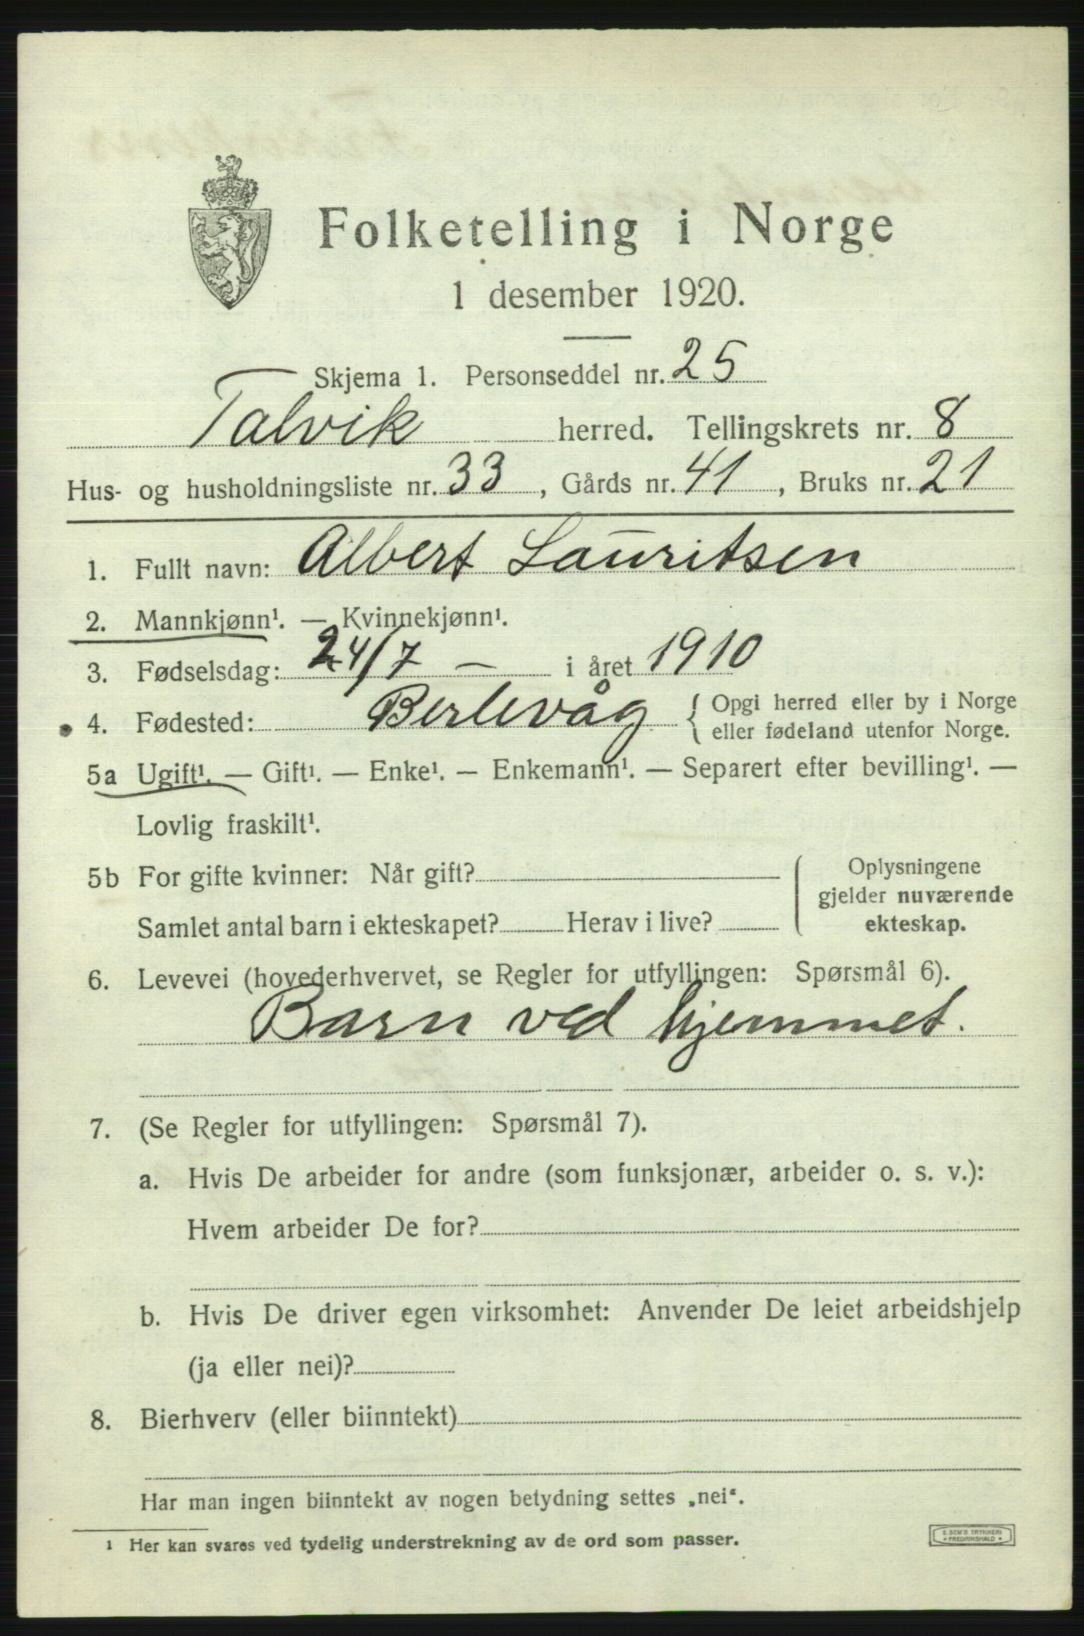 Folketelling i Norge
1 desember 1920.
Skjema 1. Personseddel nr. 25
Talvik herred. Tellingskrets nr. 8
Hus- og husholdningsliste nr. 33, Gårds nr. 41, Bruks nr. 21
1. Fullt navn: Albert Lauritsen
2. Mannkjønn¹. — Kvinnekjønn¹.
3. Fødselsdag: 24/7 — i året 1910
4. Fødested: Berlevåg { Opgi herred eller by i Norge
eller fødeland utenfor Norge.
5a Ugift¹. — Gift¹. — Enke¹. — Enkemann¹. — Separert efter bevilling¹. —
Lovlig fraskilt¹.
5b For gifte kvinner: Når gift?
Samlet antal barn i ekteskapet? Herav i live?
Oplysningene
gjelder nuværende
ekteskap.
6. Levevei (hovederhvervet, se Regler for utfyllingen: Spørsmål 6).
Barn ved hjemmet.
7. (Se Regler for utfyllingen: Spørsmål 7).
a. Hvis De arbeider for andre (som funksjonær, arbeider o. s. v.):
Hvem arbeider De for?
b. Hvis De driver egen virksomhet: Anvender De leiet arbeidshjelp
(ja eller nei)?
8. Bierhverv (eller biinntekt)
Har man ingen biinntekt av nogen betydning settes „nei“.
¹ Her kan svares ved tydelig understrekning av de ord som passer.
E. SEM'S TRYKKERI
• FREDRIKSHALD •